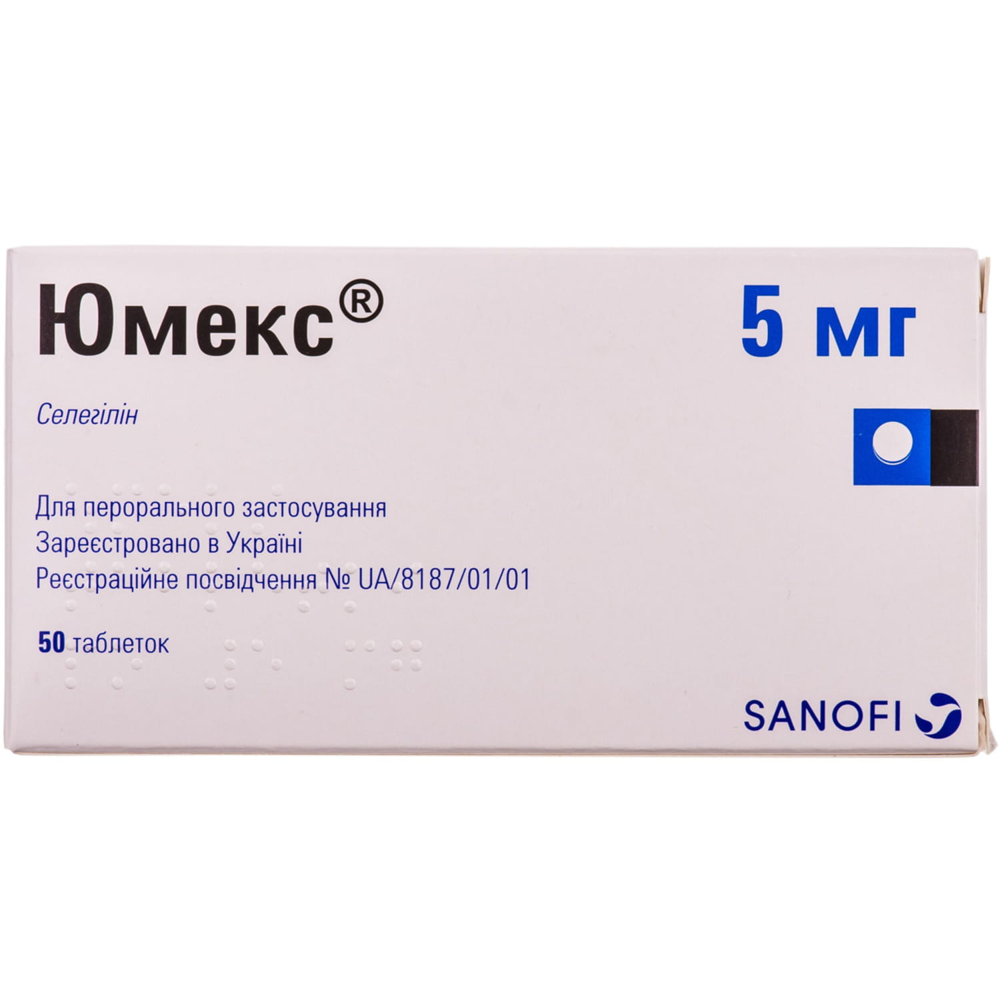 Юмекс®
5 мг
Селегілін
Для перорального застосування
Зареєстровано в Україні
Реєстраційне посвідчення № UA/8187/01/01
50 таблеток
SANOFI